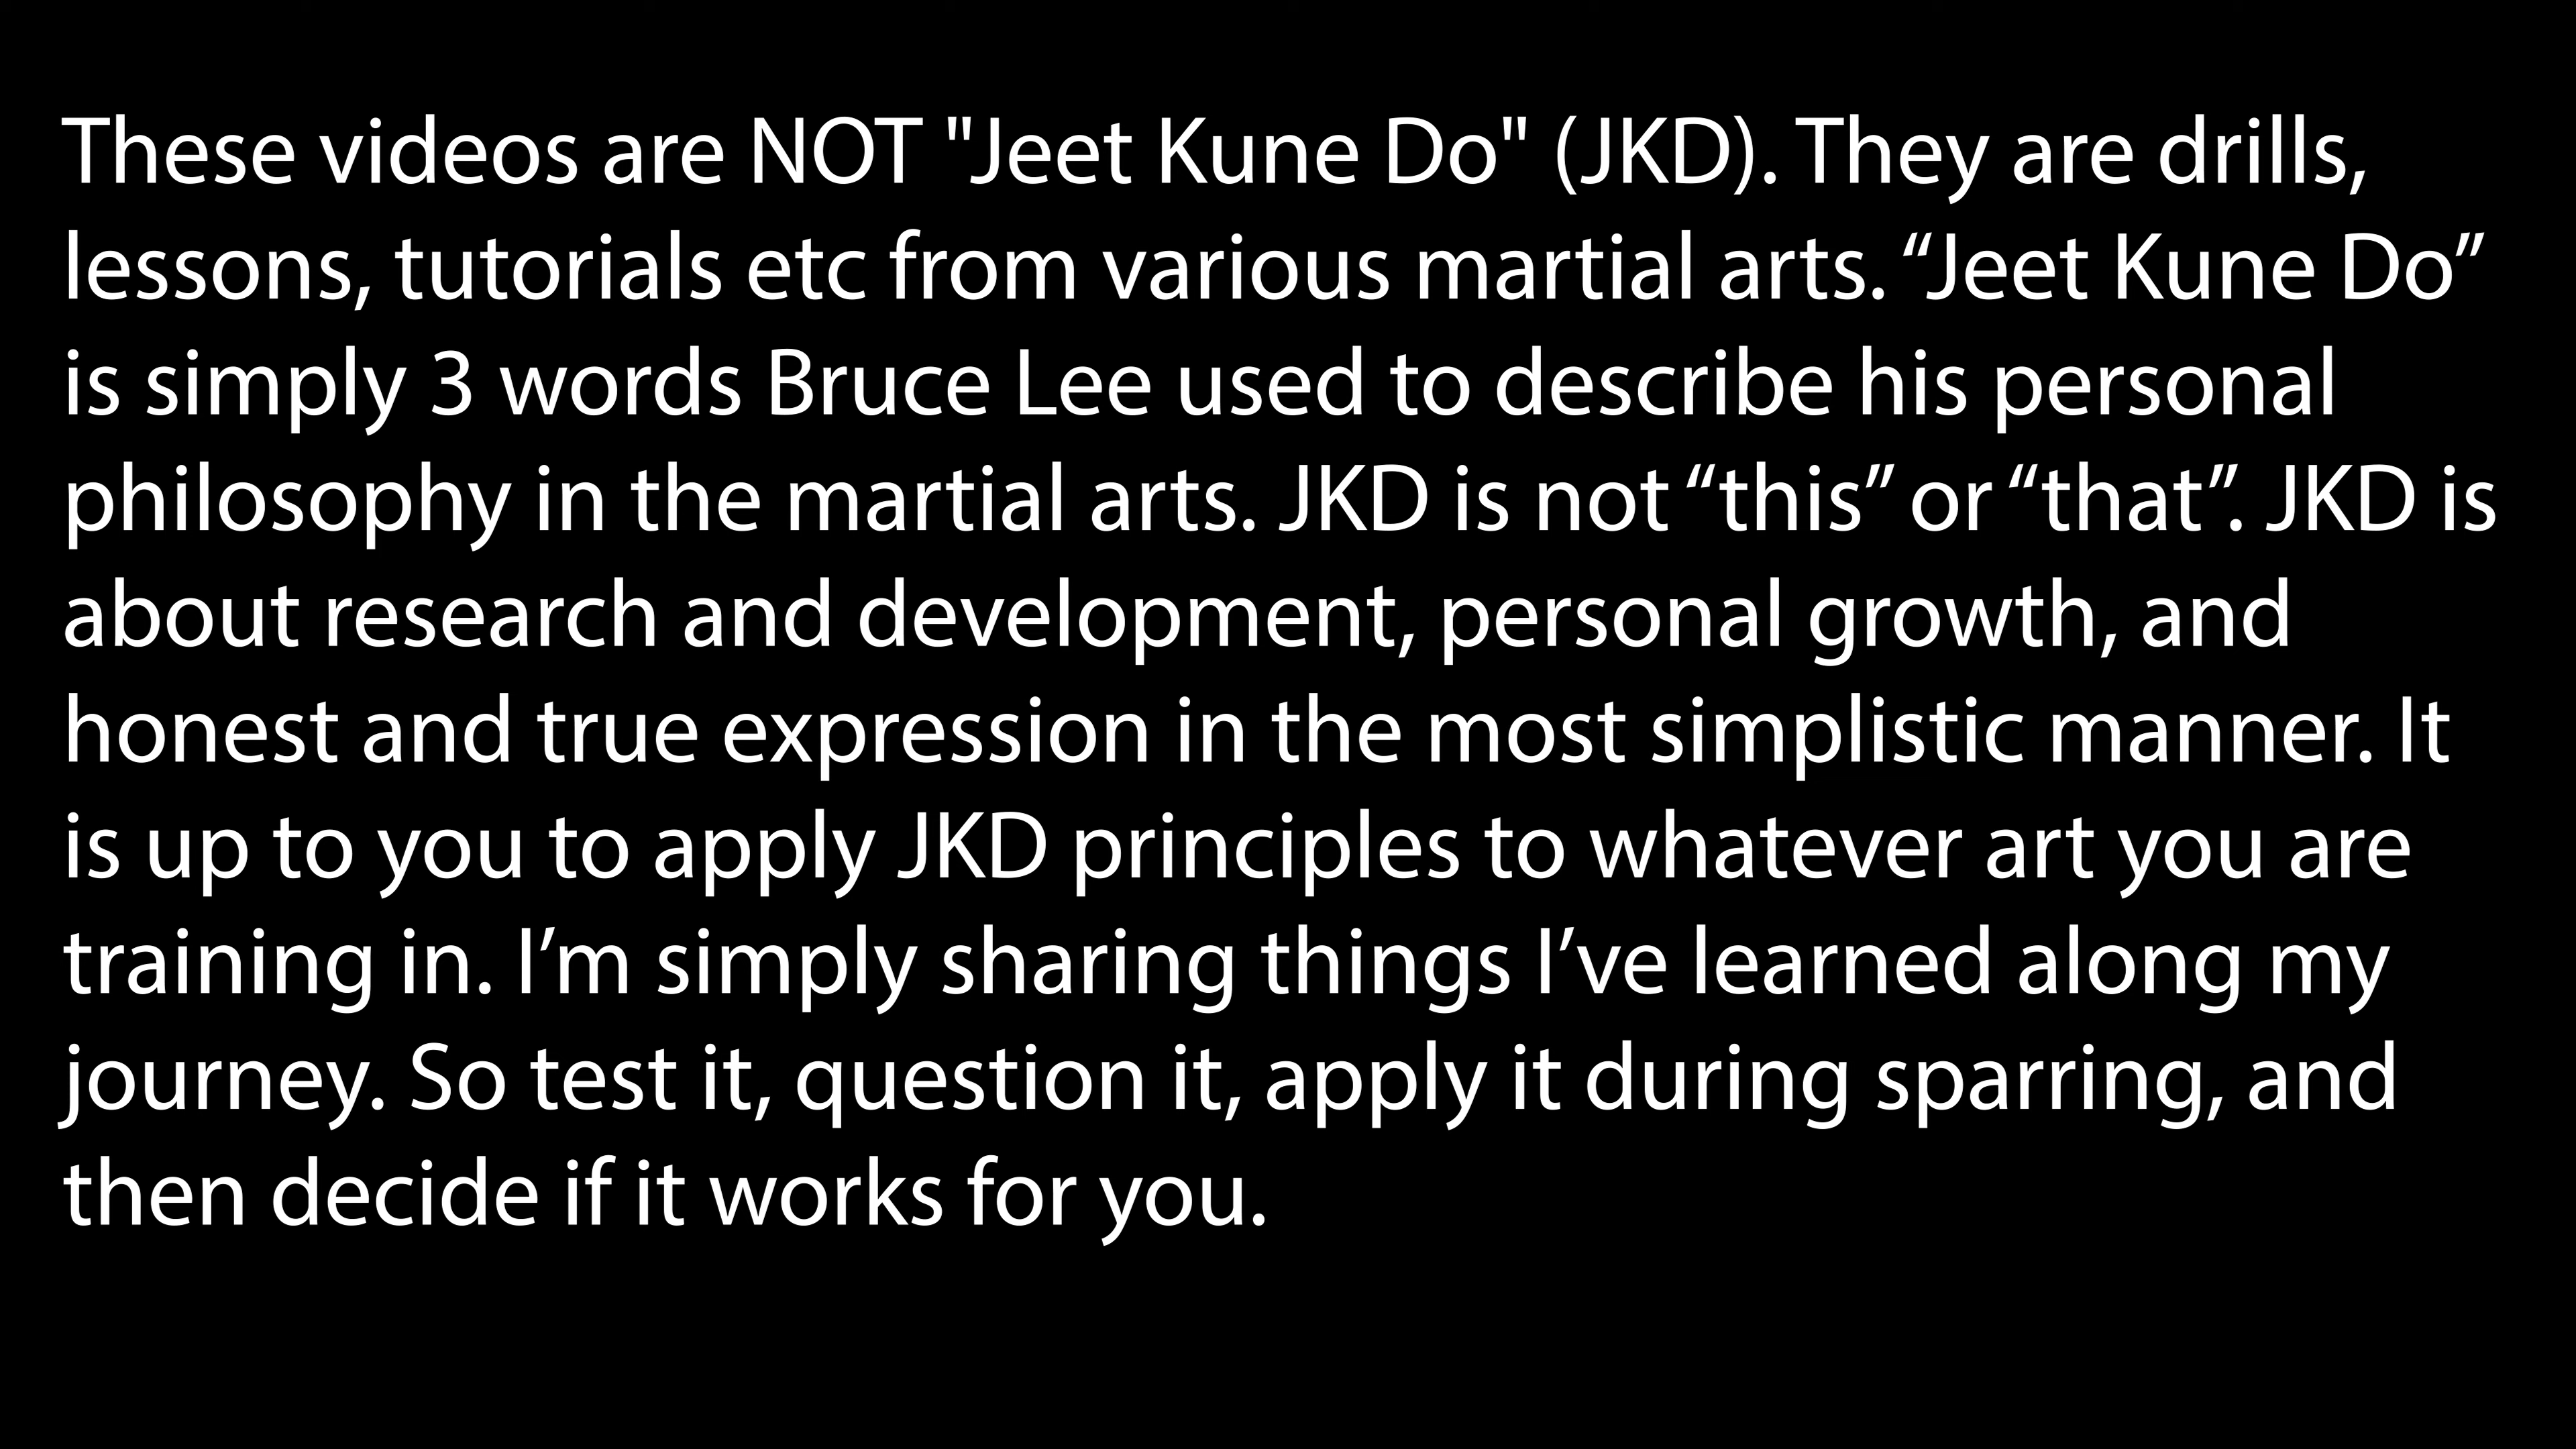 These videos are NOT "Jeet Kune Do" (JKD). They are drills,
lessons, tutorials etc from various martial arts. “Jeet Kune Do”
is simply 3 words Bruce Lee used to describe his personal
philosophy in the martial arts. JKD is not “this” or “that”. JKD is
about research and development, personal growth, and
honest and true expression in the most simplistic manner. It
is up to you to apply JKD principles to whatever art you are
training in. I’m simply sharing things I’ve learned along my
journey. So test it, question it, apply it during sparring, and
then decide if it works for you.